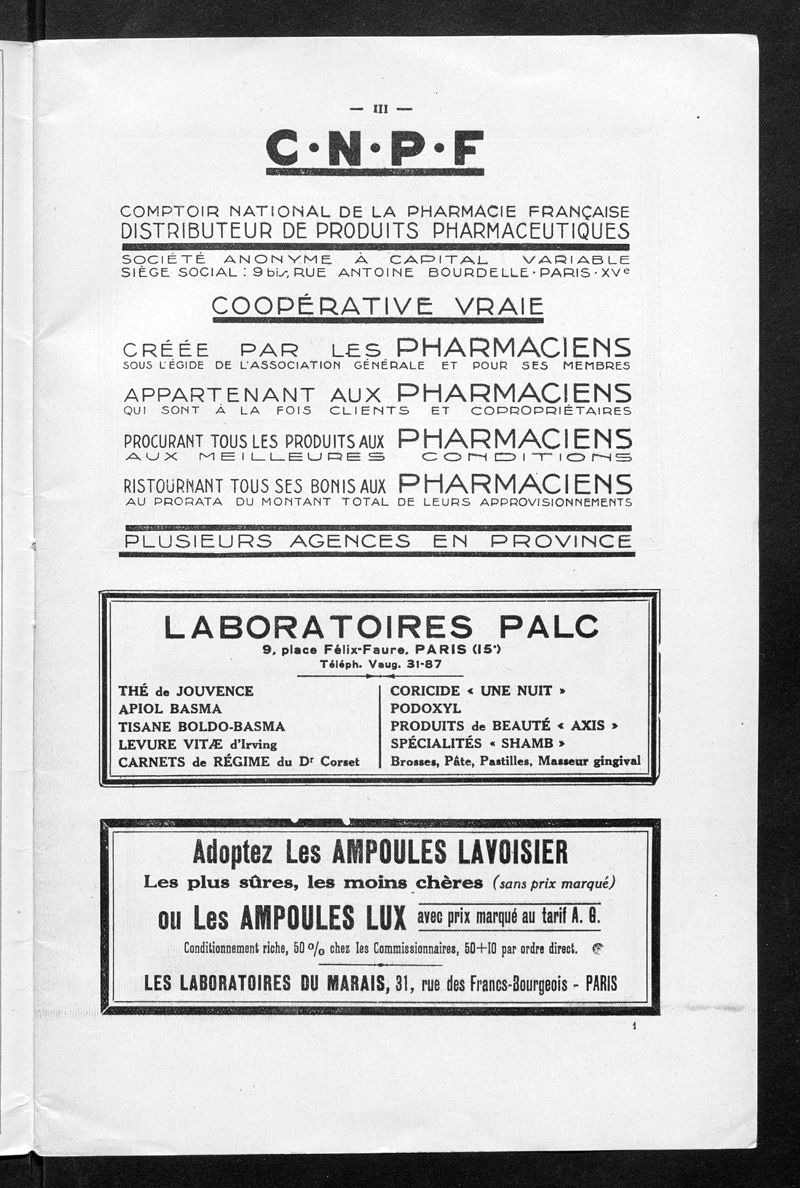 — III —
C·N·P·F
COMPTOIR NATIONAL DE LA PHARMACIE FRANÇAISE
DISTRIBUTEUR DE PRODUITS PHARMACEUTIQUES
SOCIÉTÉ ANONYME À CAPITAL VARIABLE
SIÈGE SOCIAL : 9 bis, RUE ANTOINE BOURDELLE · PARIS · XVe
COOPÉRATIVE VRAIE
CRÉÉE PAR LES PHARMACIENS
SOUS L'ÉGIDE DE L'ASSOCIATION GÉNÉRALE ET POUR SES MEMBRES
APPARTENANT AUX PHARMACIENS
QUI SONT À LA FOIS CLIENTS ET COPROPRIÉTAIRES
PROCURANT TOUS LES PRODUITS AUX PHARMACIENS
AUX MEILLEURES CONDITIONS
RISTOURNANT TOUS SES BONIS AUX PHARMACIENS
AU PRORATA DU MONTANT TOTAL DE LEURS APPROVISIONNEMENTS
PLUSIEURS AGENCES EN PROVINCE
LABORATOIRES PALC
9, place Félix-Faure, PARIS (15e)
Téléph. Vaug. 31-87
THÉ de JOUVENCE
APIOL BASMA
TISANE BOLDO-BASMA
LEVURE VITÆ d'Irving
CARNETS de RÉGIME du Dr Corset
CORICIDE « UNE NUIT »
PODOXYL
PRODUITS de BEAUTÉ « AXIS »
SPÉCIALITÉS « SHAMB »
Brosses, Pâte, Pastilles, Masseur gingival
Adoptez Les AMPOULES LAVOISIER
Les plus sûres, les moins chères (sans prix marqué)
ou Les AMPOULES LUX avec prix marqué au tarif A. G.
Conditionnement riche, 50 % chez les Commissionnaires, 50+10 par ordre direct.
LES LABORATOIRES DU MARAIS, 31, rue des Francs-Bourgeois - PARIS
1